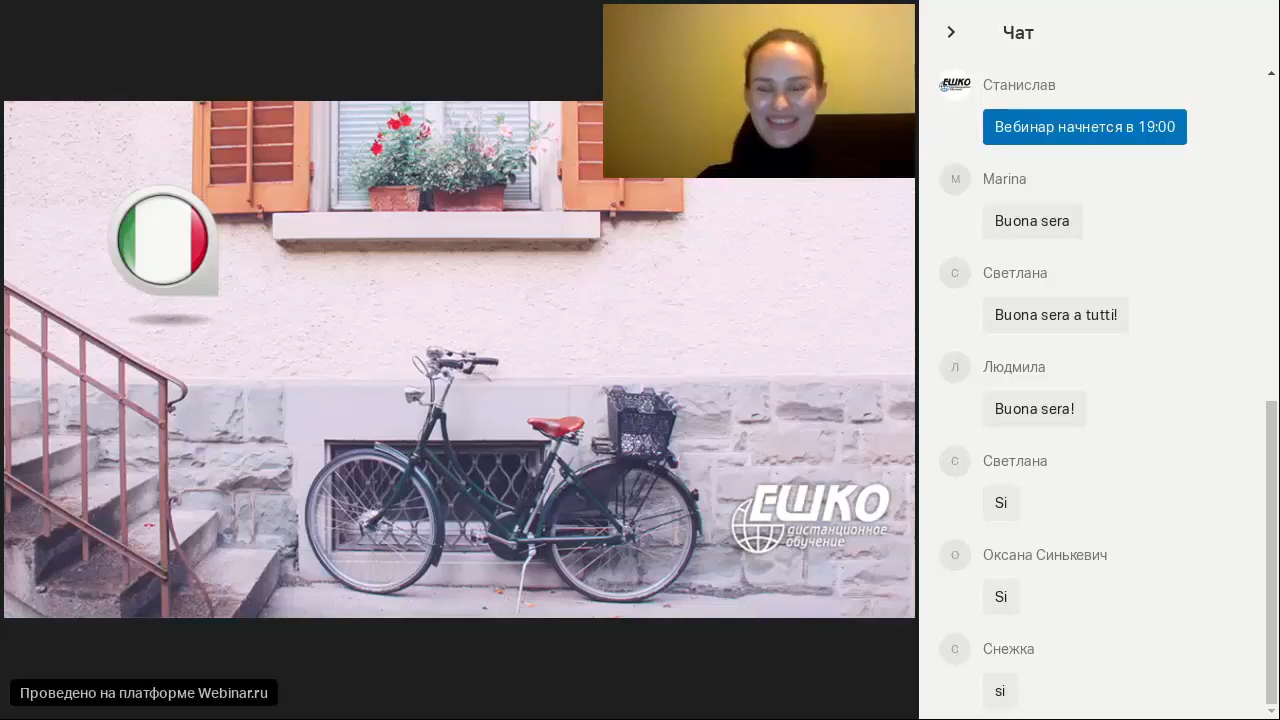 Чат
ЕШКО
Станислав
Вебинар начнется в 19:00
М
Marina
Buona sera
С
Светлана
Buona sera a tutti!
Л
Людмила
Buona sera!
С
Светлана
Si
О
Оксана Синькевич
Si
С
Снежка
si
ЕШКО
дистанционное
обучение
Проведено на платформе Webinar.ru